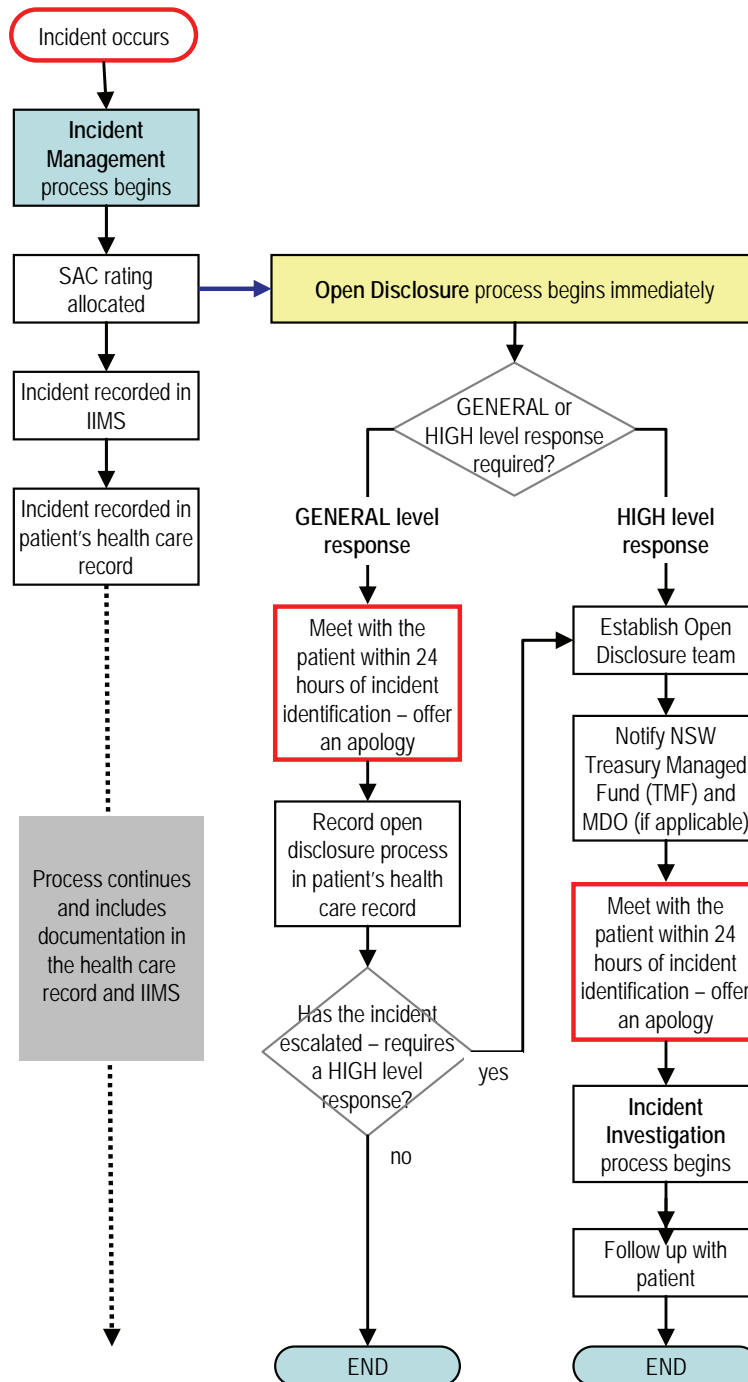 Incident occurs
Incident
Management
process begins
SAC rating
allocated
Open Disclosure process begins immediately
Incident recorded in
IIMS
GENERAL or
HIGH level response
required?
Incident recorded in
patient's health care
record
GENERAL level
response
HIGH level
response
Meet with the
patient within 24
hours of incident
identification – offer
an apology
Establish Open
Disclosure team
Notify NSW
Treasury Managed
Fund (TMF) and
MDO (if applicable)
Record open
disclosure process
in patient's health
care record
Process continues
and includes
documentation in
the health care
record and IIMS
Meet with the
patient within 24
hours of incident
identification – offer
an apology
Has the incident
escalated – requires
a HIGH level
response?
yes
no
Incident
Investigation
process begins
Follow up with
patient
END
END